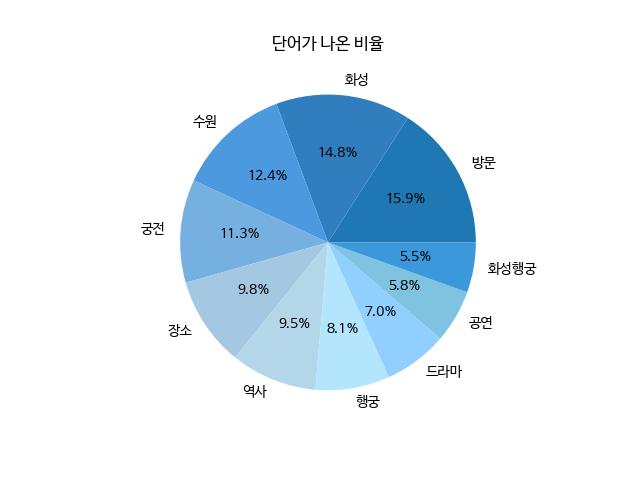 단어가 나온 비율
화성
14.8%
방문
15.9%
수원
12.4%
궁전
11.3%
장소
9.8%
역사
9.5%
행궁
8.1%
드라마
7.0%
공연
5.8%
화성행궁
5.5%